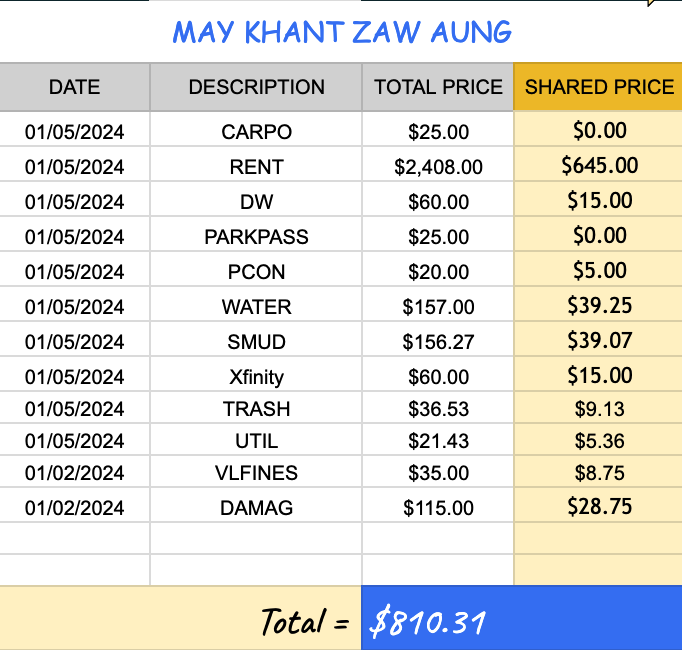 MAY KHANT ZAW AUNG
DATE DESCRIPTION TOTAL PRICE SHARED PRICE
01/05/2024 CARPO $25.00 $0.00
01/05/2024 RENT $2,408.00 $645.00
01/05/2024 DW $60.00 $15.00
01/05/2024 PARKPASS $25.00 $0.00
01/05/2024 PCON $20.00 $5.00
01/05/2024 WATER $157.00 $39.25
01/05/2024 SMUD $156.27 $39.07
01/05/2024 Xfinity $60.00 $15.00
01/05/2024 TRASH $36.53 $9.13
01/05/2024 UTIL $21.43 $5.36
01/02/2024 VLFINES $35.00 $8.75
01/02/2024 DAMAG $115.00 $28.75
Total = $810.31